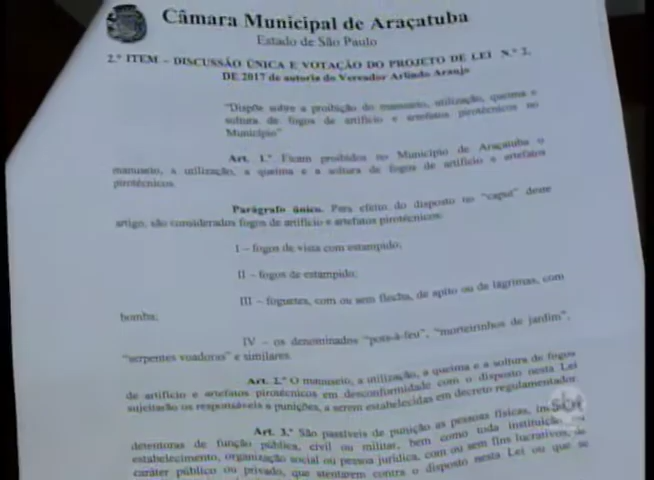 Câmara Municipal de Araçatuba
Estado de São Paulo
2.º ITEM – DISCUSSÃO ÚNICA E VOTAÇÃO DO PROJETO DE LEI N.º 2,
DE 2017 de autoria do Vereador Arlindo Araujo
"Dispõe sobre a proibição do manuseio, utilização, queima e
soltura de fogos de artifício e artefatos pirotécnicos no
Município"
Art. 1.º Ficam proibidos no Município de Araçatuba o
manuseio, a utilização, a queima e a soltura de fogos de artifício e artefatos
pirotécnicos.
Parágrafo único. Para efeito do disposto no "caput" deste
artigo, são considerados fogos de artifício e artefatos pirotécnicos:
I – fogos de vista com estampido;
II – fogos de estampido;
III – foguetes, com ou sem flecha, de apito ou de lágrimas, com
bomba;
IV – os denominados "pots-à-feu", "morteirinhos de jardim",
"serpentes voadoras" e similares.
Art. 2.º O manuseio, a utilização, a queima e a soltura de fogos
de artifício e artefatos pirotécnicos em desconformidade com o disposto nesta Lei
sujeitarão os responsáveis a punições, a serem estabelecidas em decreto regulamentador.
Art. 3.º São passíveis de punição as pessoas físicas,
detentoras de função pública, civil ou militar, bem como toda instituição
estabelecimento, organização social ou pessoa jurídica, com ou sem fins lucrativos, de
caráter público ou privado, que atentarem contra o disposto nesta Lei ou que se
sbt